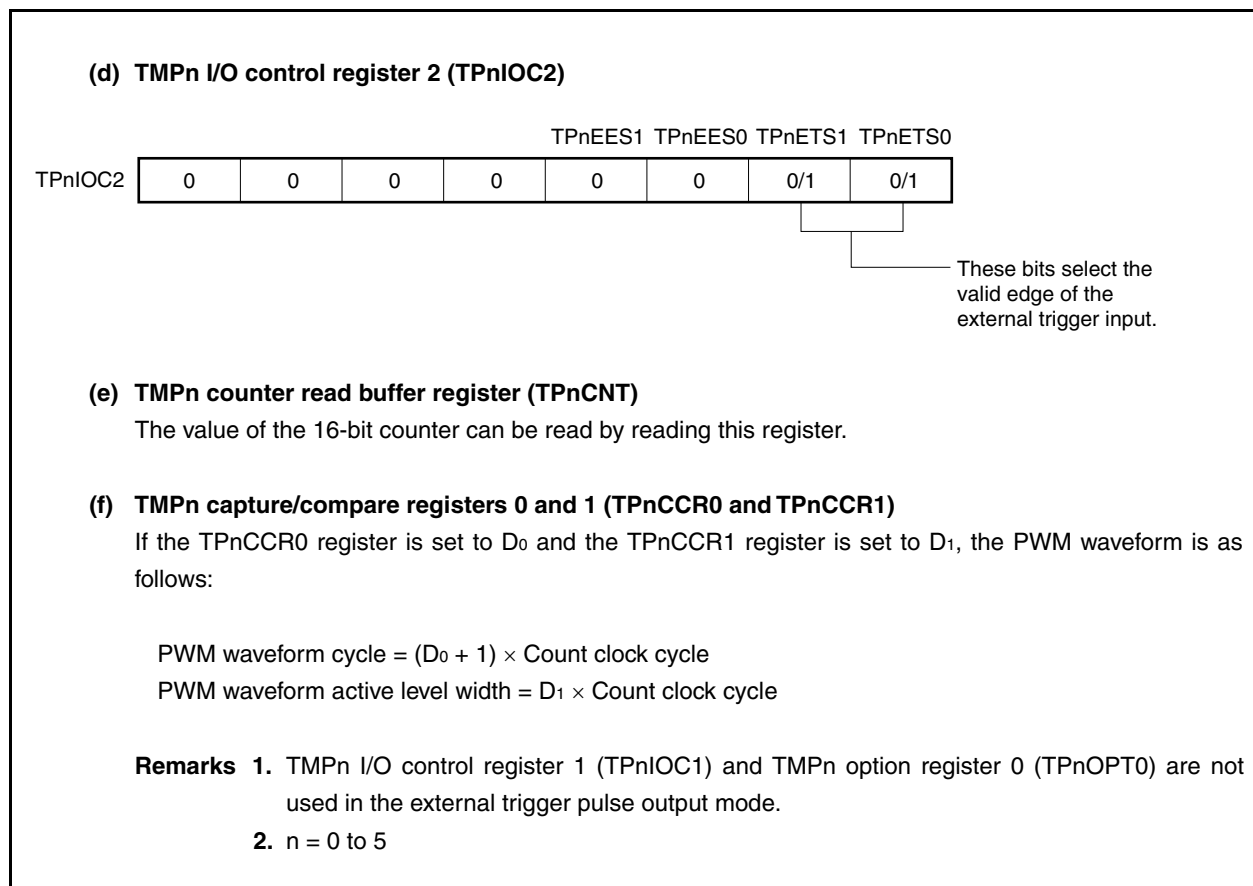 (d) TMPn I/O control register 2 (TPnIOC2)
TPnEES1 TPnEES0 TPnETS1 TPnETS0
TPnIOC2 0 0 0 0 0 0 0/1 0/1
These bits select the
valid edge of the
external trigger input.
(e) TMPn counter read buffer register (TPnCNT)
The value of the 16-bit counter can be read by reading this register.
(f) TMPn capture/compare registers 0 and 1 (TPnCCR0 and TPnCCR1)
If the TPnCCR0 register is set to D0 and the TPnCCR1 register is set to D1, the PWM waveform is as
follows:
PWM waveform cycle = (D0 + 1) × Count clock cycle
PWM waveform active level width = D1 × Count clock cycle
Remarks 1. TMPn I/O control register 1 (TPnIOC1) and TMPn option register 0 (TPnOPT0) are not
used in the external trigger pulse output mode.
2. n = 0 to 5